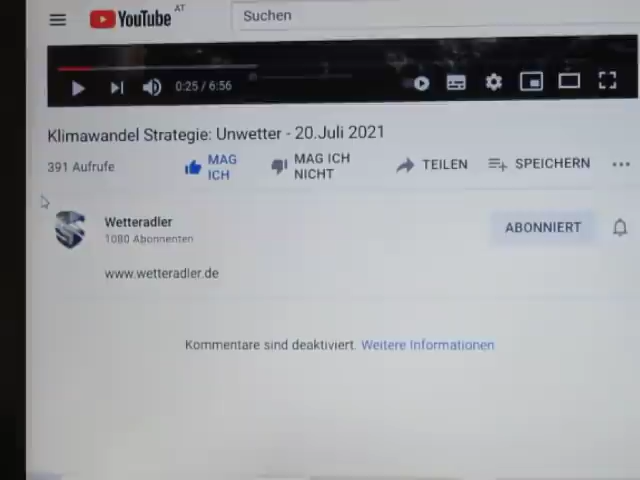 YouTube AT
Suchen
0:25 / 6:56
Klimawandel Strategie: Unwetter - 20.Juli 2021
391 Aufrufe
MAG ICH
MAG ICH NICHT
TEILEN
SPEICHERN
Wetteradler
1080 Abonnenten
ABONNIERT
www.wetteradler.de
Kommentare sind deaktiviert. Weitere Informationen